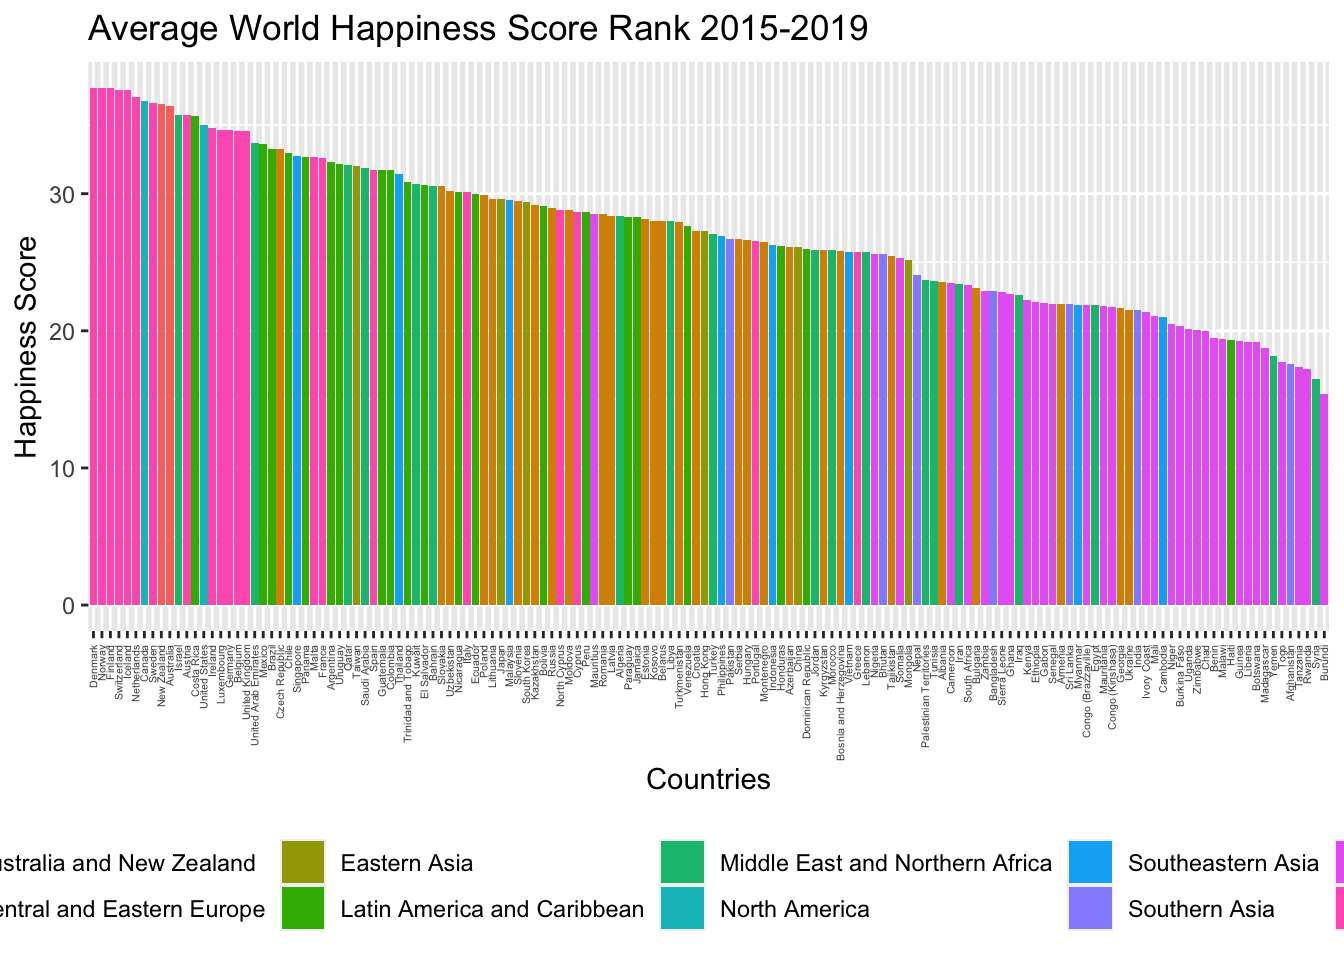 Average World Happiness Score Rank 2015-2019
Happiness Score
30
20
10
0
Denmark
Norway
Finland
Switzerland
Iceland
Netherlands
Canada
Sweden
New Zealand
Australia
Israel
Austria
Costa Rica
United States
Ireland
Luxembourg
Germany
Belgium
United Kingdom
United Arab Emirates
Mexico
Brazil
Czech Republic
Chile
Singapore
Panama
Malta
France
Argentina
Uruguay
Qatar
Taiwan
Saudi Arabia
Spain
Guatemala
Colombia
Thailand
Trinidad and Tobago
Kuwait
El Salvador
Bahrain
Slovakia
Uzbekistan
Nicaragua
Italy
Ecuador
Poland
Lithuania
Japan
Malaysia
Slovenia
South Korea
Kazakhstan
Bolivia
Russia
North Cyprus
Moldova
Cyprus
Peru
Mauritius
Romania
Latvia
Algeria
Paraguay
Jamaica
Estonia
Kosovo
Belarus
Libya
Turkmenistan
Venezuela
Croatia
Hong Kong
Turkey
Philippines
Pakistan
Serbia
Hungary
Portugal
Montenegro
Indonesia
Honduras
Azerbaijan
China
Dominican Republic
Jordan
Kyrgyzstan
Morocco
Bosnia and Herzegovina
Vietnam
Greece
Lebanon
Nigeria
Bhutan
Tajikistan
Somalia
Mongolia
Nepal
Palestinian Territories
Tunisia
Albania
Cameroon
Iran
South Africa
Bulgaria
Zambia
Bangladesh
Sierra Leone
Ghana
Iraq
Kenya
Ethiopia
Gabon
Senegal
Armenia
Sri Lanka
Myanmar
Congo (Brazzaville)
Egypt
Mauritania
Congo (Kinshasa)
Georgia
Ukraine
India
Ivory Coast
Mali
Cambodia
Niger
Burkina Faso
Uganda
Zimbabwe
Chad
Benin
Malawi
Haiti
Guinea
Liberia
Botswana
Madagascar
Yemen
Togo
Afghanistan
Tanzania
Rwanda
Syria
Burundi
Countries
ustralia and New Zealand Eastern Asia Middle East and Northern Africa Southeastern Asia
entral and Eastern Europe Latin America and Caribbean North America Southern Asia